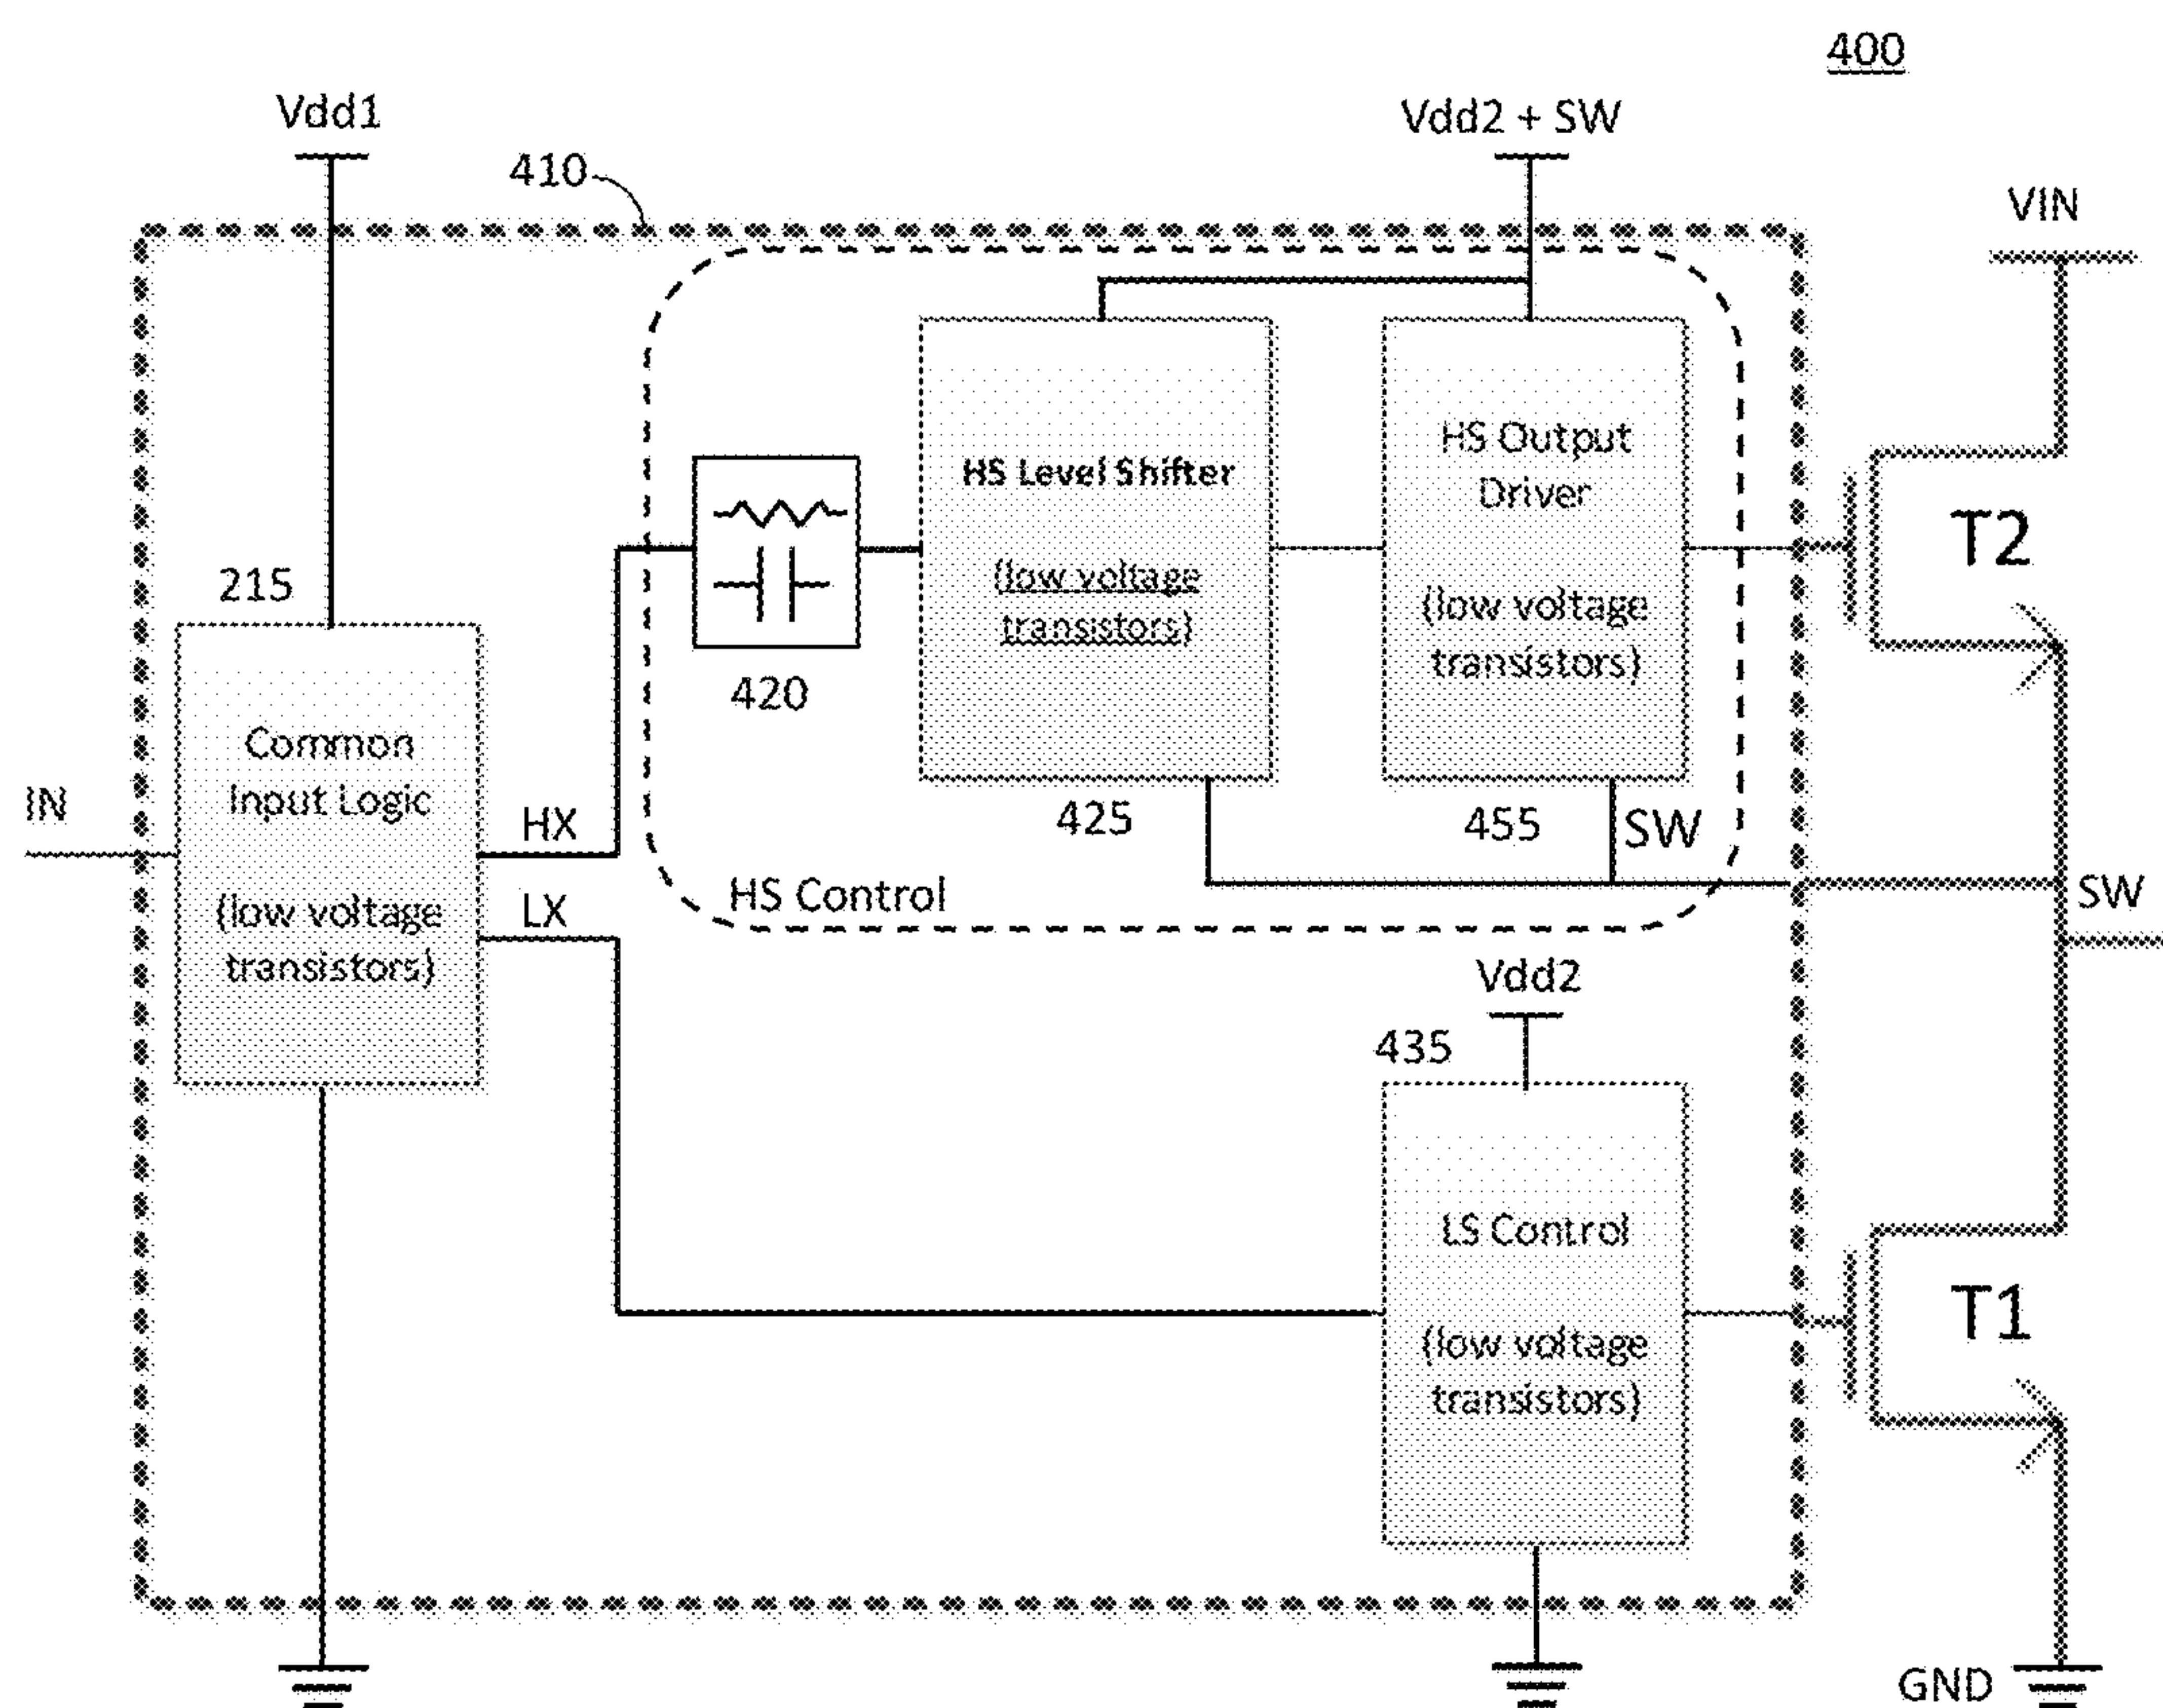 400
Vdd1
Vdd2 + SW
410
VIN
HS Output
Driver
HS Level Shifter
T2
(low voltage
transistors)
(low voltage
transistors)
215
420
Common
Input Logic
IN
HX
425
455
SW
HS Control
SW
(low voltage
transistors)
LX
Vdd2
435
LS Control
T1
(low voltage
transistors)
GND